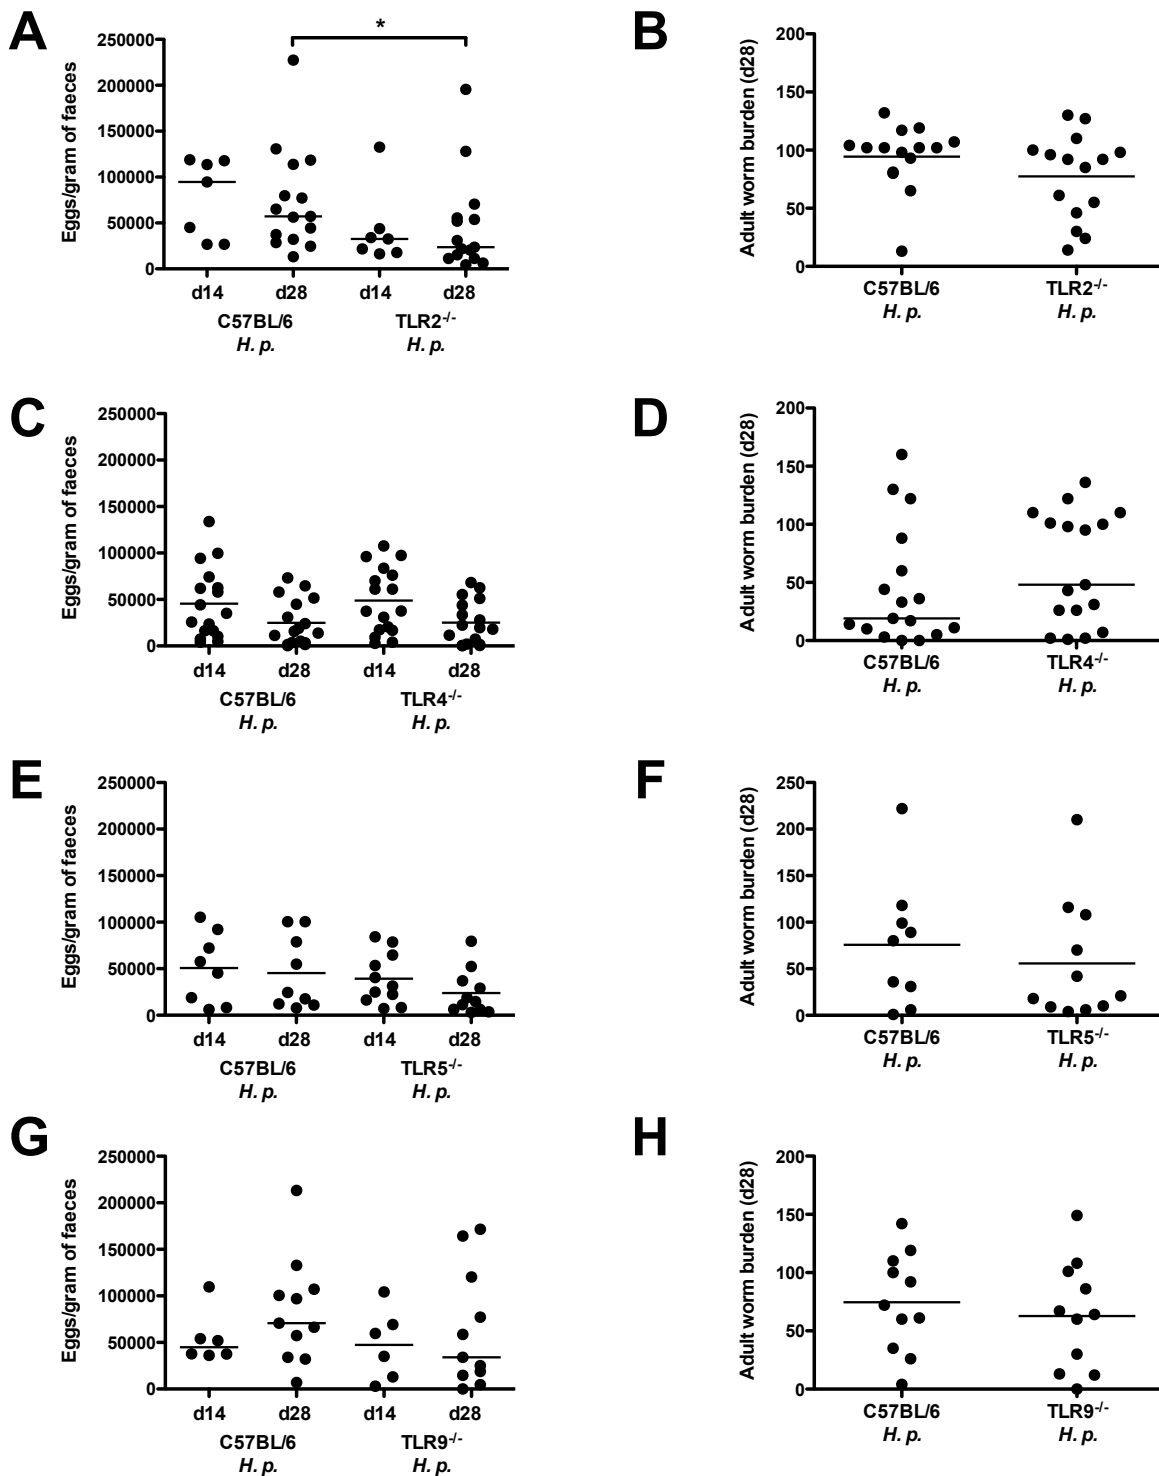 A
Eggs/gram of faeces
250000
200000
150000
100000
50000
0
*
d14 d28 d14 d28
C57BL/6 TLR2-/-
H. p. H. p.
B
Adult worm burden (d28)
200
150
100
50
0
C57BL/6 TLR2-/-
H. p. H. p.
C
Eggs/gram of faeces
250000
200000
150000
100000
50000
0
d14 d28 d14 d28
C57BL/6 TLR4-/-
H. p. H. p.
D
Adult worm burden (d28)
200
150
100
50
0
C57BL/6 TLR4-/-
H. p. H. p.
E
Eggs/gram of faeces
250000
200000
150000
100000
50000
0
d14 d28 d14 d28
C57BL/6 TLR5-/-
H. p. H. p.
F
Adult worm burden (d28)
250
200
150
100
50
0
C57BL/6 TLR5-/-
H. p. H. p.
G
Eggs/gram of faeces
250000
200000
150000
100000
50000
0
d14 d28 d14 d28
C57BL/6 TLR9-/-
H. p. H. p.
H
Adult worm burden (d28)
200
150
100
50
0
C57BL/6 TLR9-/-
H. p. H. p.